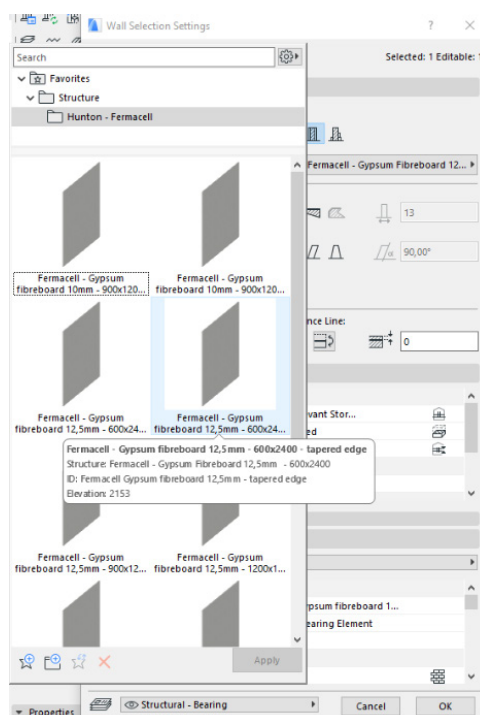 Wall Selection Settings
? ×
Search
Selected: 1 Editable:
Favorites
Structure
Hunton - Fermacell
Fermacell - Gypsum Fibreboard 12...
13
Fermacell - Gypsum
fibreboard 10mm - 900x120...
Fermacell - Gypsum
fibreboard 10mm - 900x120...
α
90,00°
nce Line:
0
Fermacell - Gypsum
fibreboard 12,5mm - 600x24...
Fermacell - Gypsum
fibreboard 12,5mm - 600x24...
vant Stor...
ed
Fermacell - Gypsum fibreboard 12,5mm - 600x2400 - tapered edge
Structure: Fermacell - Gypsum Fibreboard 12,5mm - 600x2400
ID: Fermacell Gypsum fibreboard 12,5mm - tapered edge
Elevation: 2153
Fermacell - Gypsum
fibreboard 12,5mm - 900x12...
Fermacell - Gypsum
fibreboard 12,5mm - 1200x1...
psum fibreboard 1...
earing Element
Apply
Properties
Structural - Bearing
Cancel
OK